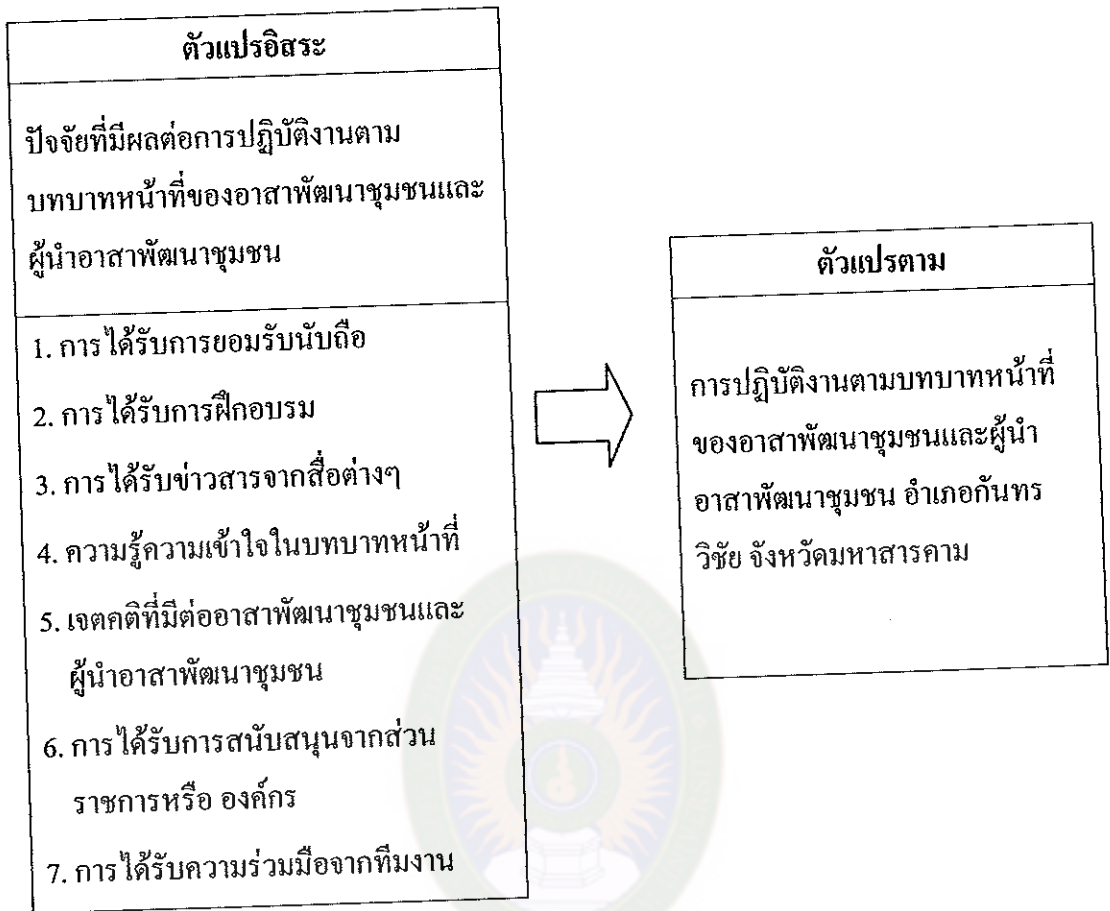 ตัวแปรอิสระ
ปัจจัยที่มีผลต่อการปฏิบัติงานตาม
บทบาทหน้าที่ของอาสาพัฒนาชุมชนและ
ผู้นำอาสาพัฒนาชุมชน
1. การได้รับการยอมรับนับถือ
2. การได้รับการฝึกอบรม
3. การได้รับข่าวสารจากสื่อต่างๆ
4. ความรู้ความเข้าใจในบทบาทหน้าที่
5. เจตคติที่มีต่ออาสาพัฒนาชุมชนและ
ผู้นำอาสาพัฒนาชุมชน
6. การได้รับการสนับสนุนจากส่วน
ราชการหรือ องค์กร
7. การได้รับความร่วมมือจากทีมงาน
ตัวแปรตาม
การปฏิบัติงานตามบทบาทหน้าที่
ของอาสาพัฒนาชุมชนและผู้นำ
อาสาพัฒนาชุมชน อำเภอกันทร
วิชัย จังหวัดมหาสารคาม